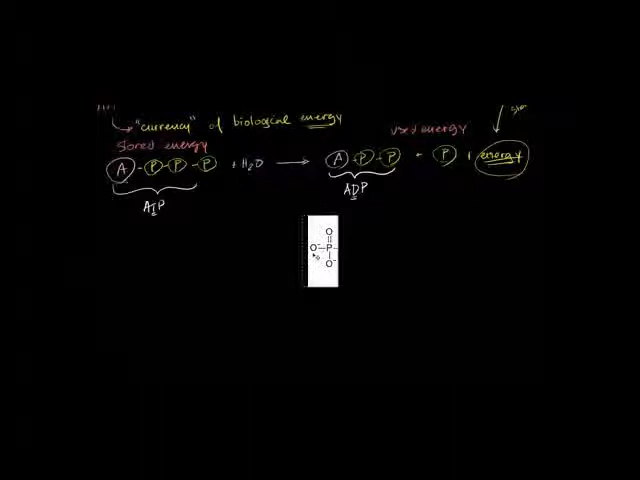 "currency" of biological energy
stored energy used energy
A - P - P - P + H₂O → A - P - P + P + energy
ATP ADP
O
O⁻ P
O⁻